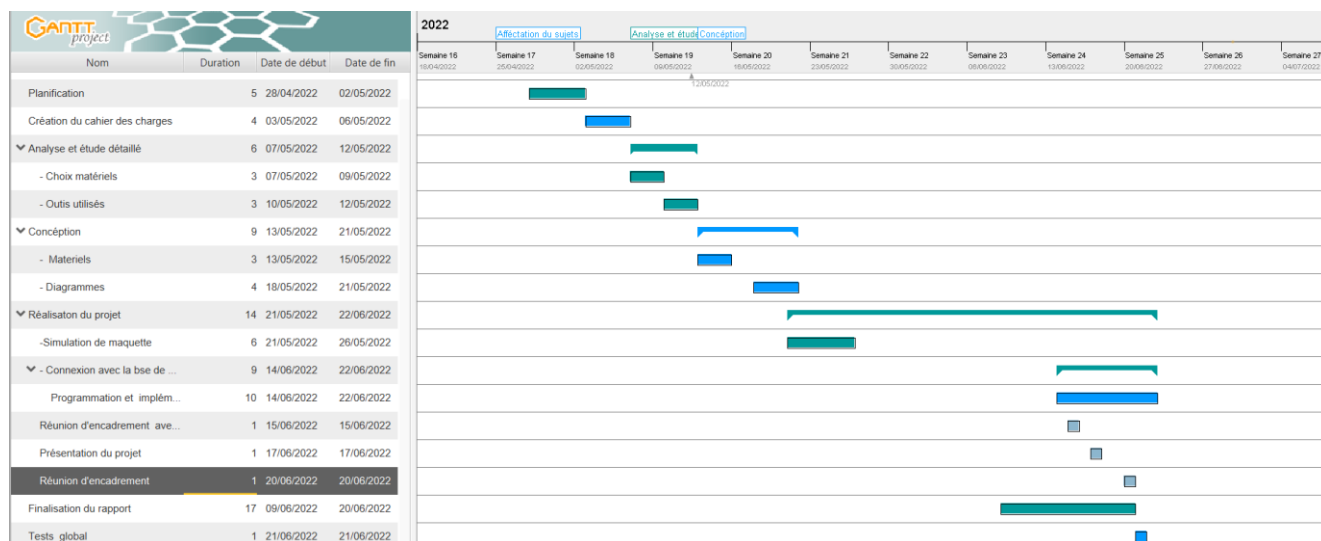 GANTT
project
2022
Afféctation du sujets Analyse et étude Concéption
Nom Duration Date de début Date de fin
Semaine 16 Semaine 17 Semaine 18 Semaine 19 Semaine 20 Semaine 21 Semaine 22 Semaine 23 Semaine 24 Semaine 25 Semaine 26 Semaine 27
18/04/2022 25/04/2022 02/05/2022 09/05/2022 16/05/2022 23/05/2022 30/05/2022 06/06/2022 13/06/2022 20/06/2022 27/06/2022 04/07/2022
12/05/2022
Planification 5 28/04/2022 02/05/2022
Création du cahier des charges 4 03/05/2022 06/05/2022
Analyse et étude détaillé 6 07/05/2022 12/05/2022
- Choix matériels 3 07/05/2022 09/05/2022
- Outis utilisés 3 10/05/2022 12/05/2022
Concéption 9 13/05/2022 21/05/2022
- Materiels 3 13/05/2022 15/05/2022
- Diagrammes 4 18/05/2022 21/05/2022
Réalisaton du projet 14 21/05/2022 22/06/2022
-Simulation de maquette 6 21/05/2022 26/05/2022
- Connexion avec la bse de ... 9 14/06/2022 22/06/2022
Programmation et implém... 10 14/06/2022 22/06/2022
Réunion d'encadrement ave... 1 15/06/2022 15/06/2022
Présentation du projet 1 17/06/2022 17/06/2022
Réunion d'encadrement 1 20/06/2022 20/06/2022
Finalisation du rapport 17 09/06/2022 20/06/2022
Tests global 1 21/06/2022 21/06/2022